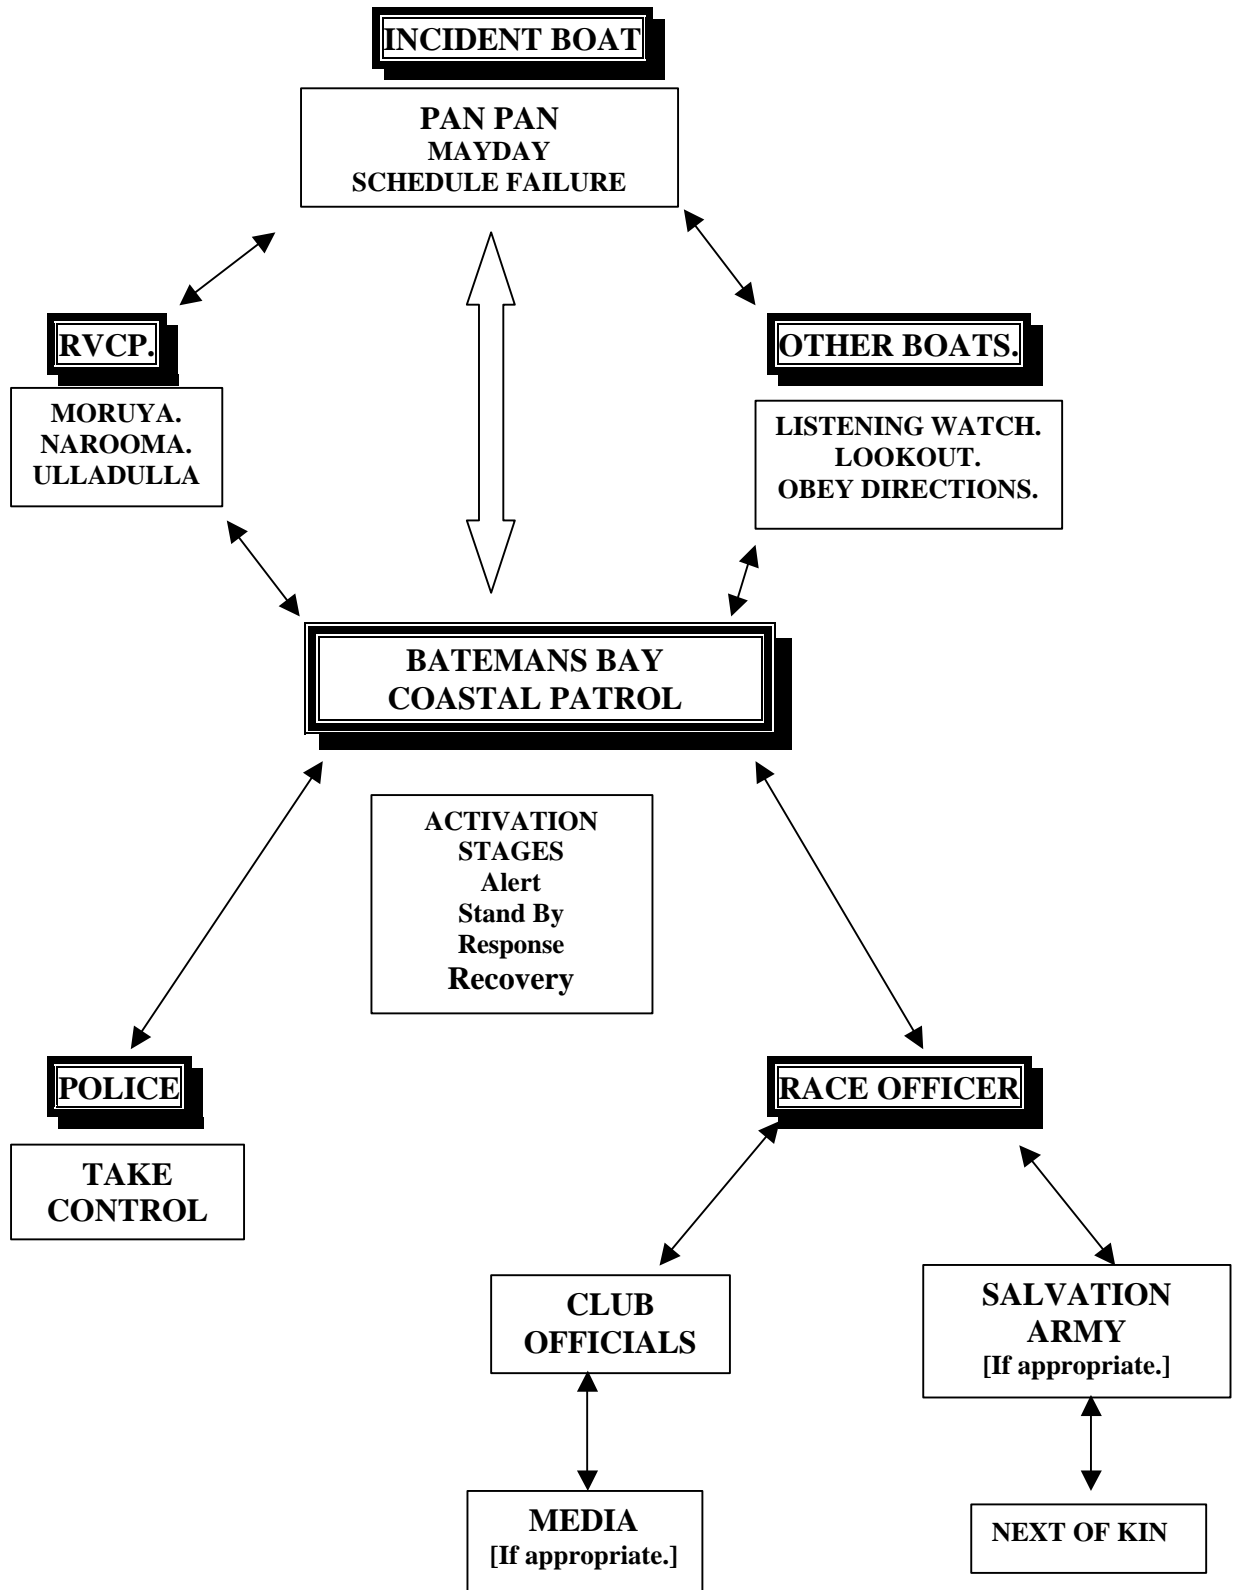 INCIDENT BOAT
PAN PAN
MAYDAY
SCHEDULE FAILURE
RVCP.
MORUYA.
NAROOMA.
ULLADULLA
OTHER BOATS.
LISTENING WATCH.
LOOKOUT.
OBEY DIRECTIONS.
BATEMANS BAY
COASTAL PATROL
ACTIVATION
STAGES
Alert
Stand By
Response
Recovery
POLICE
TAKE
CONTROL
RACE OFFICER
CLUB
OFFICIALS
SALVATION
ARMY
[If appropriate.]
MEDIA
[If appropriate.]
NEXT OF KIN